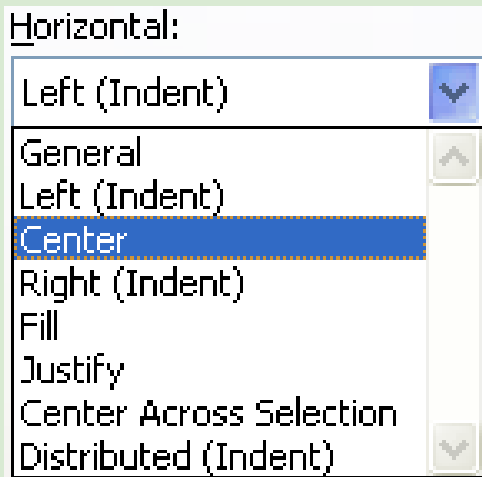 Horizontal:
Left (Indent)
General
Left (Indent)
Center
Right (Indent)
Fill
Justify
Center Across Selection
Distributed (Indent)